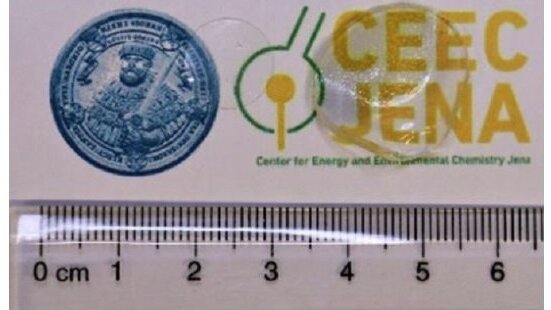 CEEC
JENA
Center for Energy and Environmental Chemistry Jena
0 cm 1 2 3 4 5 6